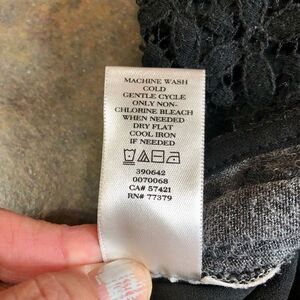 MACHINE WASH
COLD
GENTLE CYCLE
ONLY NON-
CHLORINE BLEACH
WHEN NEEDED
DRY FLAT
COOL IRON
IF NEEDED
390642
0070068
CA# 57421
RN# 77379